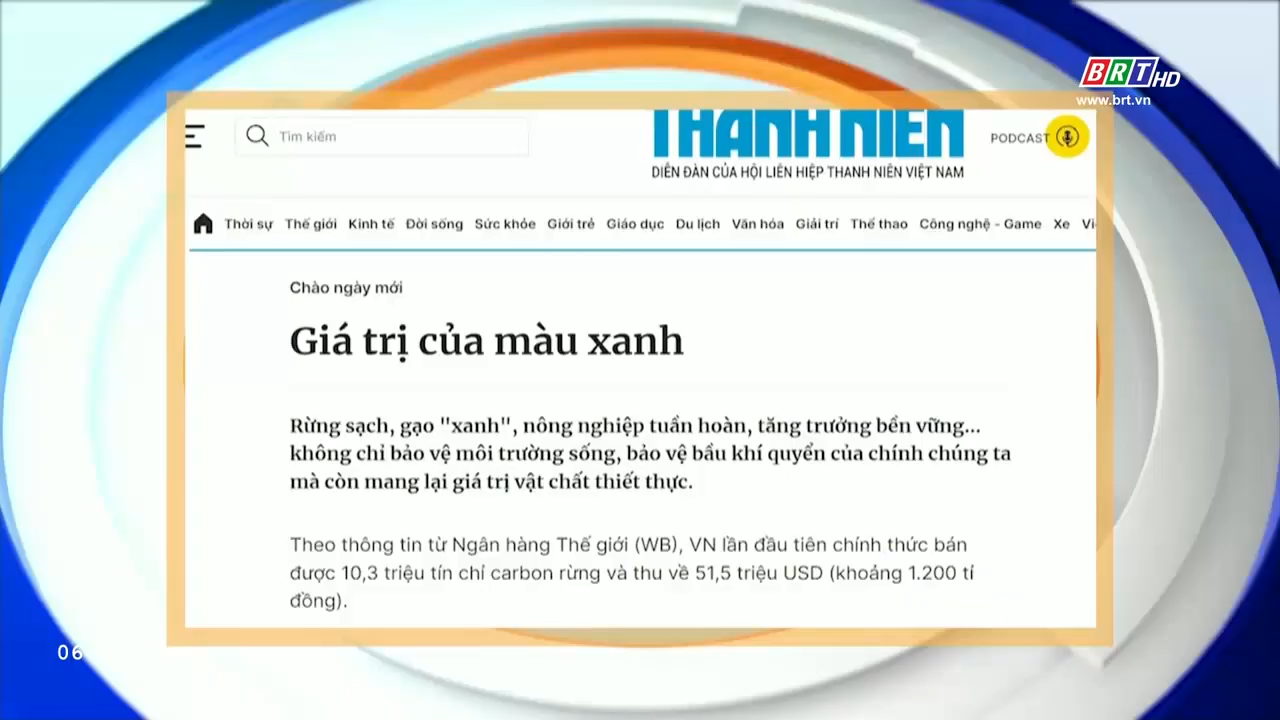 BRT HD
www.brt.vn
Tìm kiếm
THANH NIÊN
PODCAST
DIỄN ĐÀN CỦA HỘI LIÊN HIỆP THANH NIÊN VIỆT NAM
Thời sự Thế giới Kinh tế Đời sống Sức khỏe Giới trẻ Giáo dục Du lịch Văn hóa Giải trí Thể thao Công nghệ - Game Xe
Chào ngày mới
Giá trị của màu xanh
Rừng sạch, gạo "xanh", nông nghiệp tuần hoàn, tăng trưởng bền vững...
không chỉ bảo vệ môi trường sống, bảo vệ bầu khí quyển của chính chúng ta
mà còn mang lại giá trị vật chất thiết thực.
Theo thông tin từ Ngân hàng Thế giới (WB), VN lần đầu tiên chính thức bán
được 10,3 triệu tín chỉ carbon rừng và thu về 51,5 triệu USD (khoảng 1.200 tỉ
đồng).
06